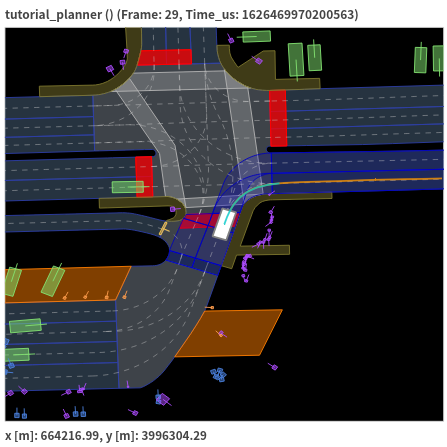 tutorial_planner () (Frame: 29, Time_us: 1626469970200563)
x [m]: 664216.99, y [m]: 3996304.29